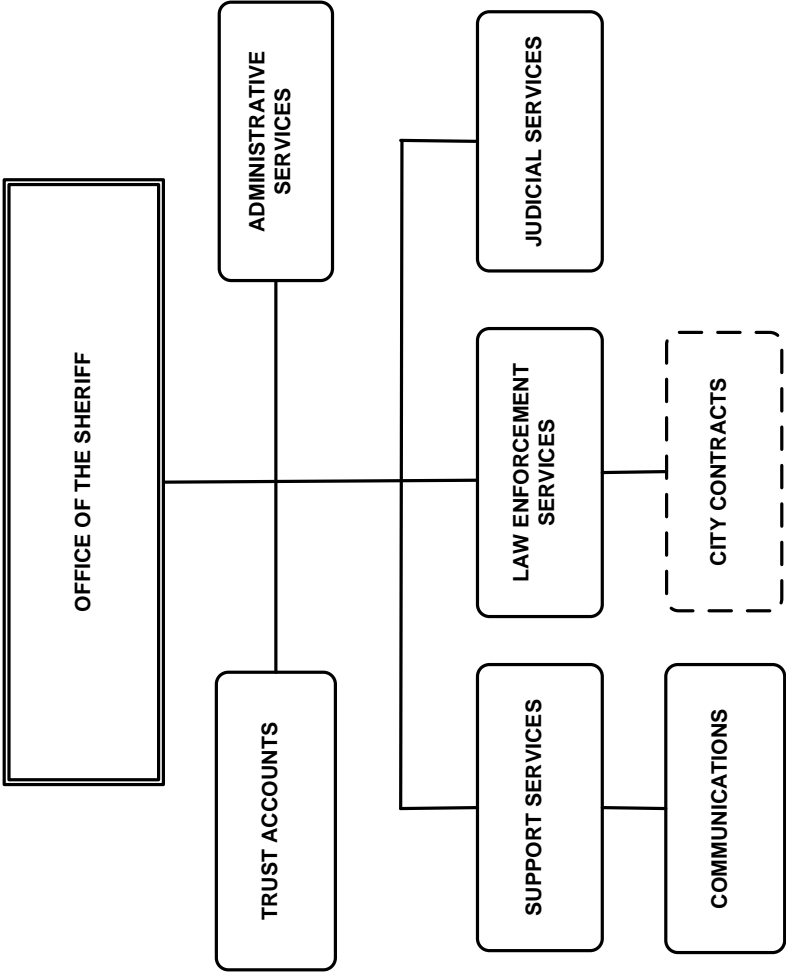 OFFICE OF THE SHERIFF
TRUST ACCOUNTS
ADMINISTRATIVE
SERVICES
SUPPORT SERVICES
LAW ENFORCEMENT
SERVICES
JUDICIAL SERVICES
COMMUNICATIONS
CITY CONTRACTS